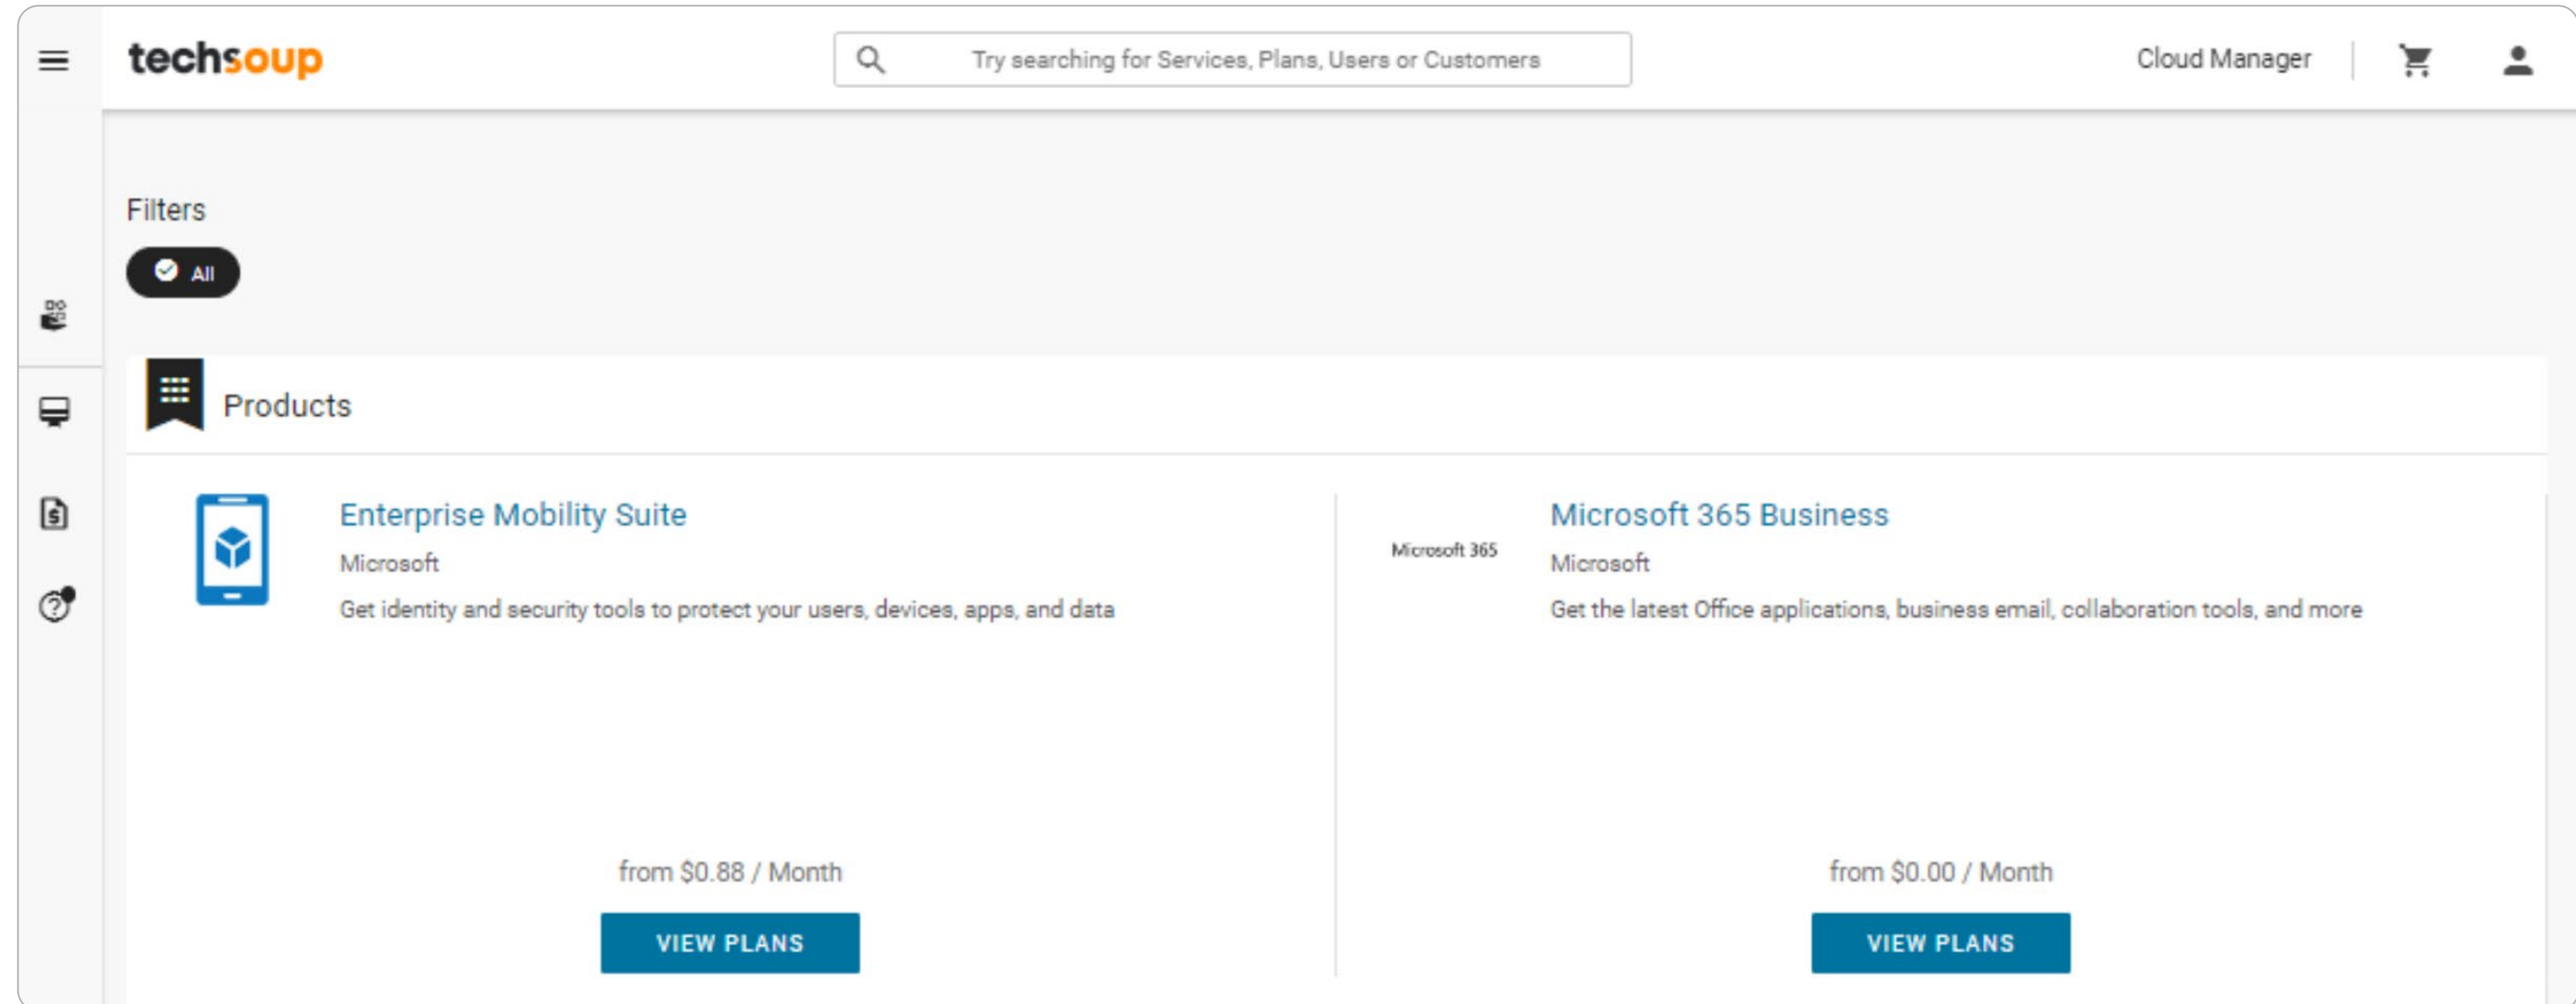 techsoup
Try searching for Services, Plans, Users or Customers
Cloud Manager
Filters
All
Products
Enterprise Mobility Suite
Microsoft
Get identity and security tools to protect your users, devices, apps, and data
from $0.88 / Month
VIEW PLANS
Microsoft 365
Microsoft 365 Business
Microsoft
Get the latest Office applications, business email, collaboration tools, and more
from $0.00 / Month
VIEW PLANS